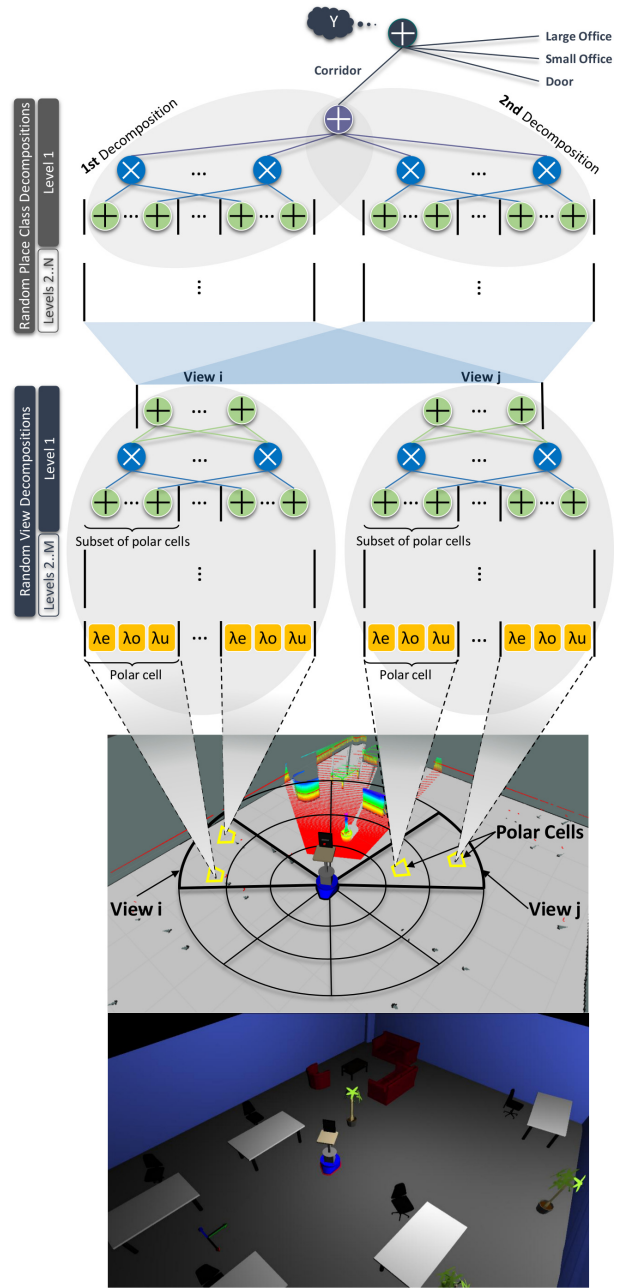 Y
Large Office
Small Office
Door
Corridor
1st Decomposition
2nd Decomposition
Random Place Class Decompositions
Level 1
Levels 2..N
...
...
...
...
...
...
...
...
View i
View j
Random View Decompositions
Level 1
Levels 2..M
...
...
...
...
...
...
Subset of polar cells
Subset of polar cells
λe λo λu ... λe λo λu
λe λo λu ... λe λo λu
Polar cell
Polar cell
Polar Cells
View i
View j